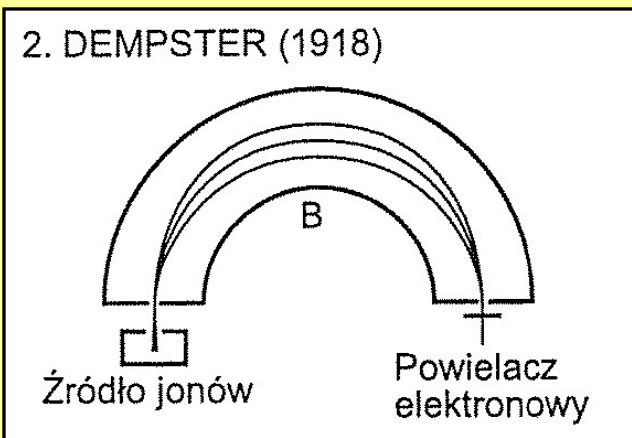 2. DEMPSTER (1918)
B
Źródło jonów
Powielacz
elektronowy